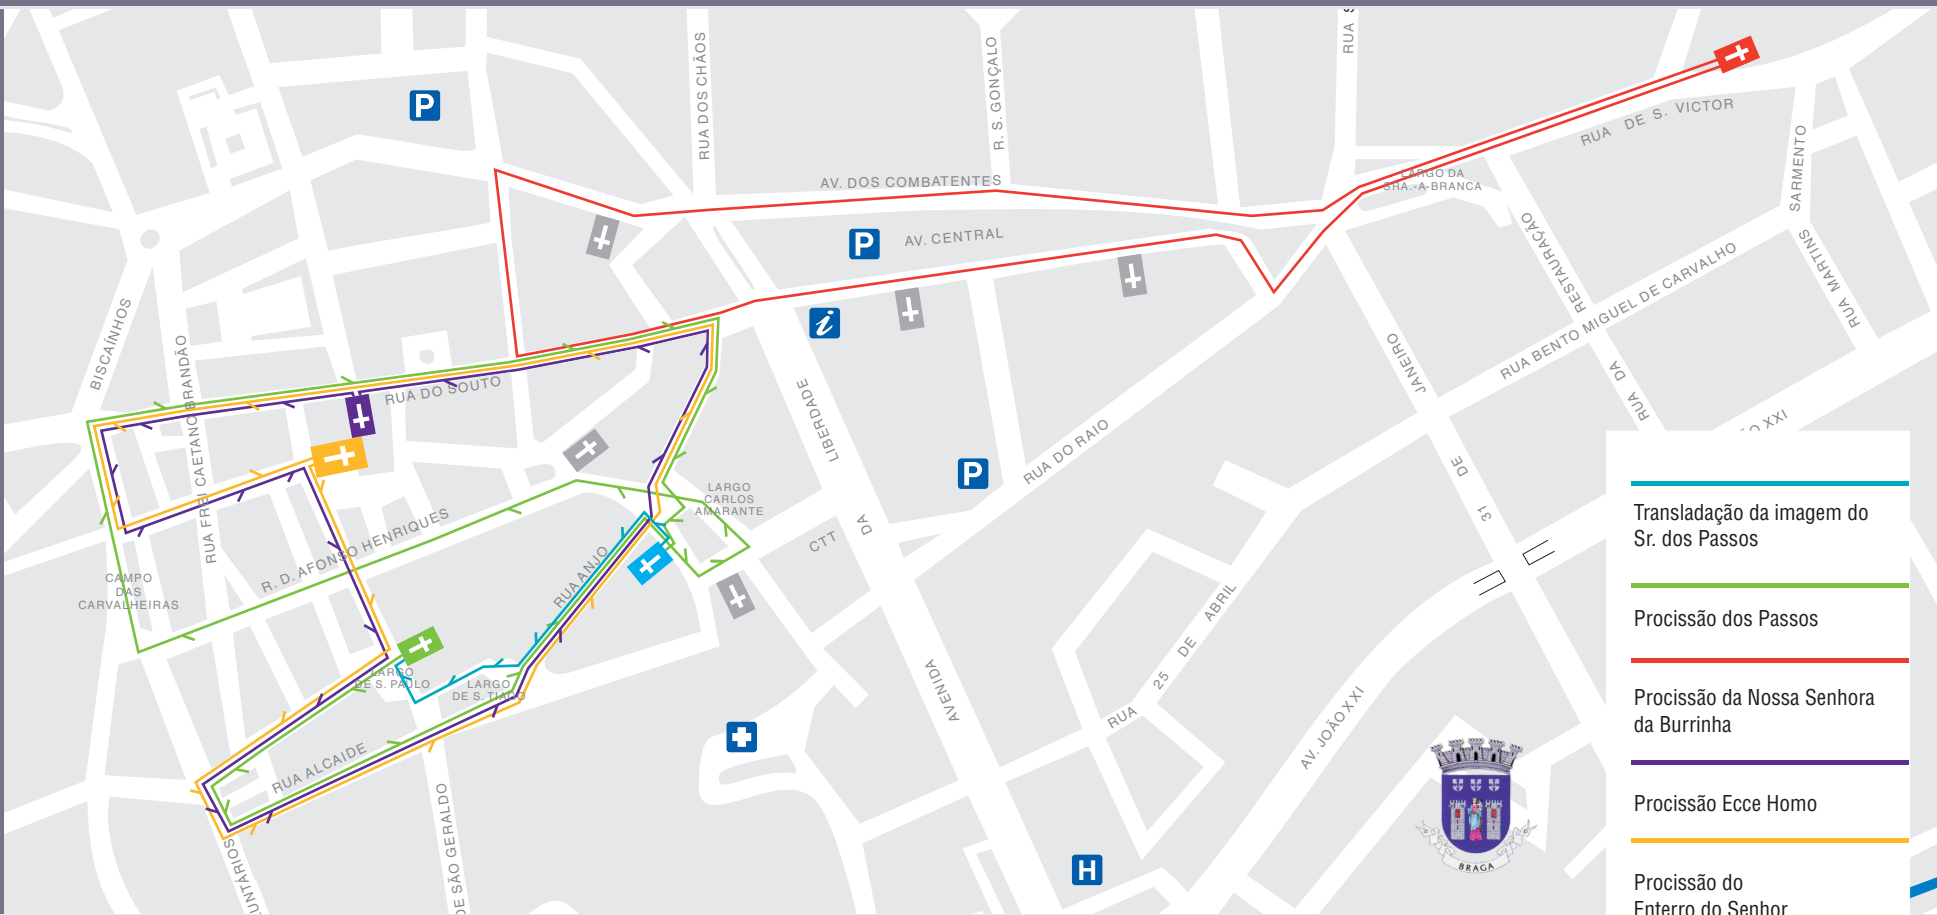 RUA DOS CHÃOS
R. S. GONÇALO
RUA
AV. DOS COMBATENTES
AV. CENTRAL
RUA DE S. VICTOR
LARGO DA
SRA.-A-BRANCA
SARMENTO
RUA MARTINS
RESTAURAÇÃO
RUA DA
RUA BENTO MIGUEL DE CARVALHO
JANEIRO
DE
31
BISCAÍNHOS
RUA FREI CAETANO BRANDÃO
RUA DO SOUTO
R. D. AFONSO HENRIQUES
CAMPO
DAS
CARVALHEIRAS
LARGO
CARLOS
AMARANTE
CTT
RUA ANJO
LARGO
DE S. PAULO
LARGO
DE S. TIAGO
RUA ALCAIDE
DE SÃO GERALDO
LIBERDADE
DA
AVENIDA
RUA DO RAIO
RUA 25 DE ABRIL
AV. JOÃO XXI
XXI
P
P
P
i
H
BRAGA
Transladação da imagem do
Sr. dos Passos
Procissão dos Passos
Procissão da Nossa Senhora
da Burrinha
Procissão Ecce Homo
Procissão do
Enterro do Senhor